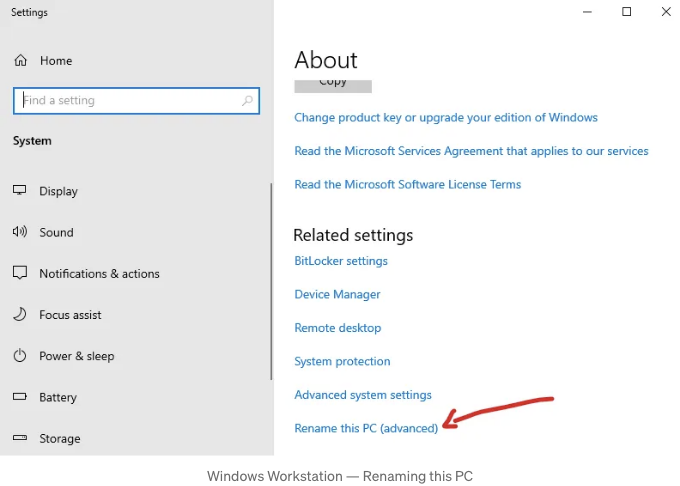 Settings
Home
Find a setting
System
Display
Sound
Notifications & actions
Focus assist
Power & sleep
Battery
Storage
About
Copy
Change product key or upgrade your edition of Windows
Read the Microsoft Services Agreement that applies to our services
Read the Microsoft Software License Terms
Related settings
BitLocker settings
Device Manager
Remote desktop
System protection
Advanced system settings
Rename this PC (advanced)
Windows Workstation — Renaming this PC